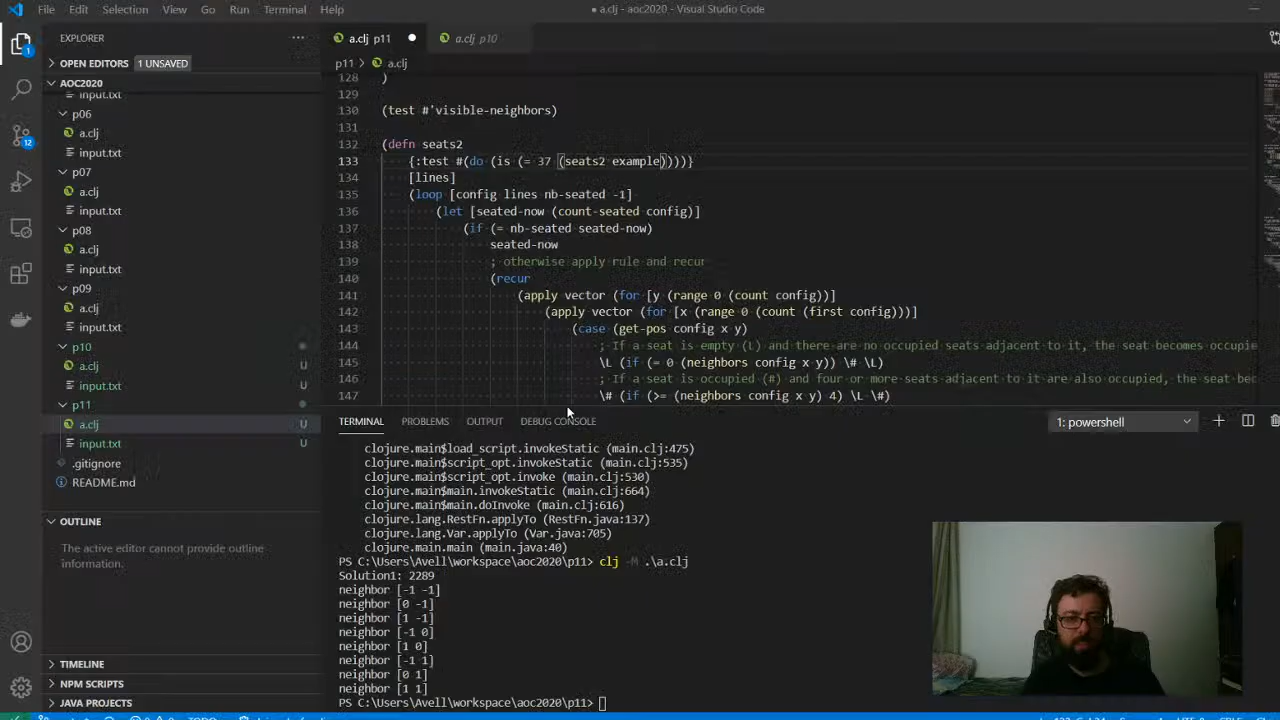 File Edit Selection View Go Run Terminal Help
● a.clj - aoc2020 - Visual Studio Code
EXPLORER
OPEN EDITORS 1 UNSAVED
AOC2020
input.txt
p06
a.clj
input.txt
p07
a.clj
input.txt
p08
a.clj
input.txt
p09
a.clj
input.txt
p10
a.clj U
input.txt U
p11
a.clj U
input.txt U
.gitignore
README.md
OUTLINE
The active editor cannot provide outline
information.
TIMELINE
NPM SCRIPTS
JAVA PROJECTS
1
12
a.clj p11 ●
a.clj p10
p11 > a.clj
128 )
129
130 (test #'visible-neighbors)
131
132 (defn seats2
133 {:test #(do (is (= 37 (seats2 example))))}
134 [lines]
135 (loop [config lines nb-seated -1]
136 (let [seated-now (count-seated config)]
137 (if (= nb-seated seated-now)
138 seated-now
139 ; otherwise apply rule and recur
140 (recur
141 (apply vector (for [y (range 0 (count config))]
142 (apply vector (for [x (range 0 (count (first config)))]
143 (case (get-pos config x y)
144 ; If a seat is empty (L) and there are no occupied seats adjacent to it, the seat becomes occupie
145 \L (if (= 0 (neighbors config x y)) \# \L)
146 ; If a seat is occupied (#) and four or more seats adjacent to it are also occupied, the seat bec
147 \# (if (>= (neighbors config x y) 4) \L \#)
TERMINAL PROBLEMS OUTPUT DEBUG CONSOLE
1: powershell
clojure.main$load_script.invokeStatic (main.clj:475)
clojure.main$script_opt.invokeStatic (main.clj:535)
clojure.main$script_opt.invoke (main.clj:530)
clojure.main$main.invokeStatic (main.clj:664)
clojure.main$main.doInvoke (main.clj:616)
clojure.lang.RestFn.applyTo (RestFn.java:137)
clojure.lang.Var.applyTo (Var.java:705)
clojure.main.main (main.java:40)
PS C:\Users\Avell\workspace\aoc2020\p11> clj -M .\a.clj
Solution1: 2289
neighbor [-1 -1]
neighbor [0 -1]
neighbor [1 -1]
neighbor [-1 0]
neighbor [1 0]
neighbor [-1 1]
neighbor [0 1]
neighbor [1 1]
PS C:\Users\Avell\workspace\aoc2020\p11>